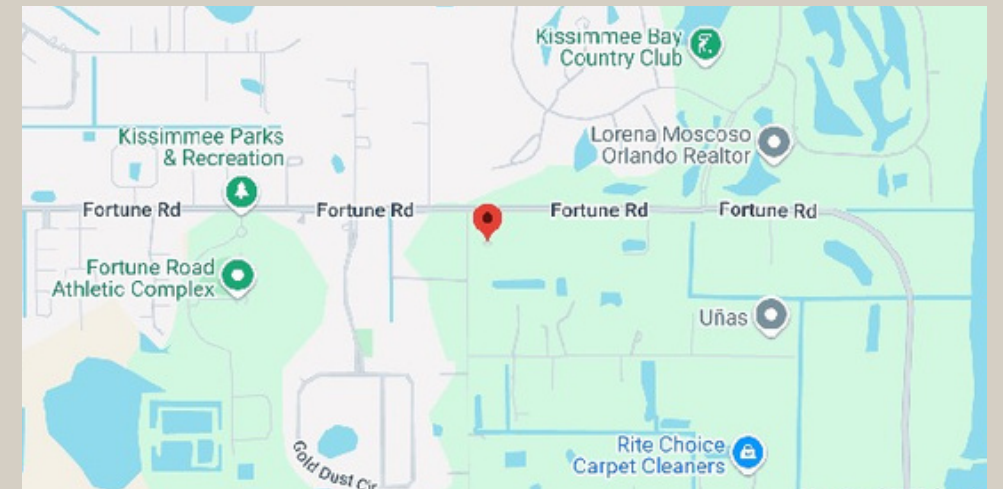 Kissimmee Bay
Country Club
Kissimmee Parks
& Recreation
Lorena Moscoso
Orlando Realtor
Fortune Rd
Fortune Rd
Fortune Rd
Fortune Rd
Fortune Road
Athletic Complex
Uñas
Rite Choice
Carpet Cleaners
Gold Dust Cir